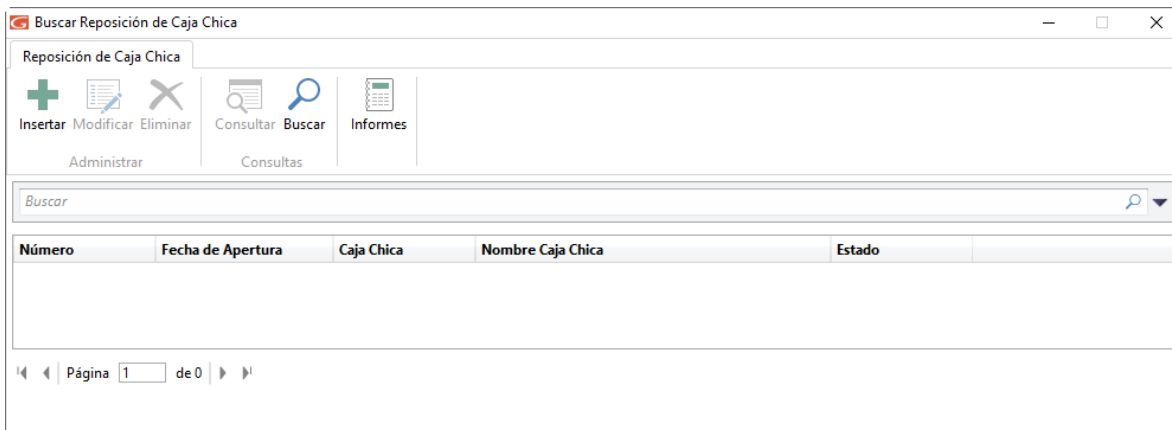 Buscar Reposición de Caja Chica
Reposición de Caja Chica
Insertar Modificar Eliminar Consultar Buscar Informes
Administrar Consultas
Buscar
Número Fecha de Apertura Caja Chica Nombre Caja Chica Estado
Página 1 de 0